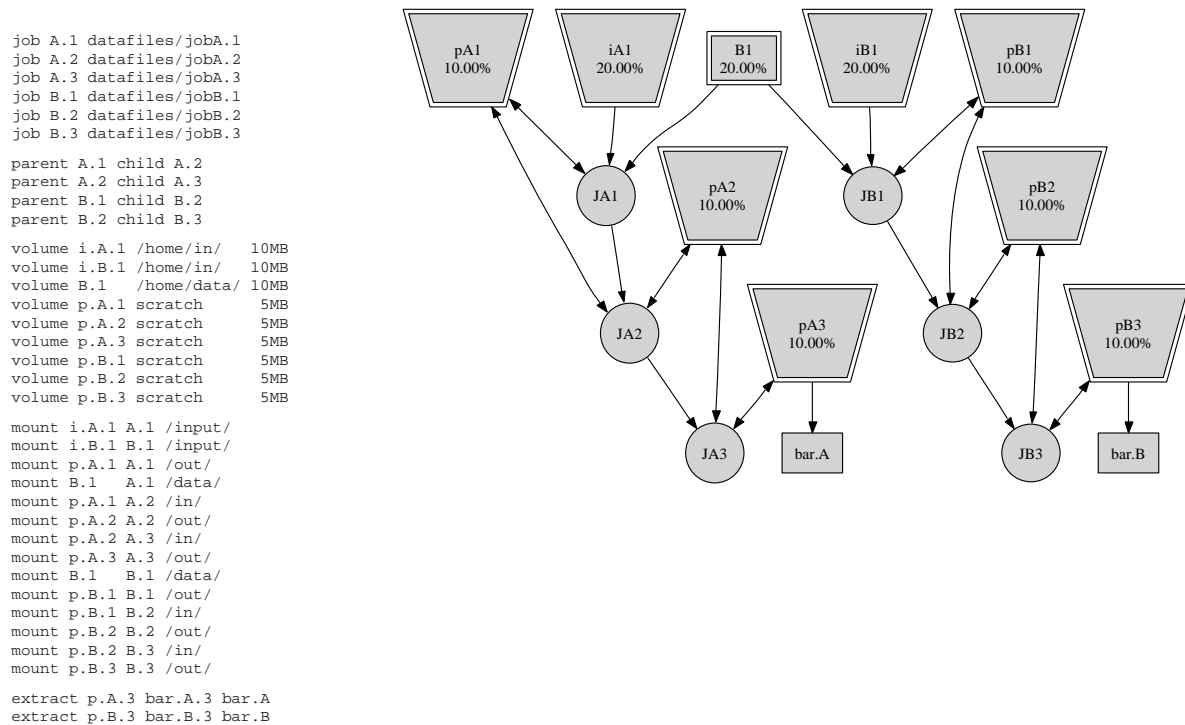 job A.1 datafiles/jobA.1
job A.2 datafiles/jobA.2
job A.3 datafiles/jobA.3
job B.1 datafiles/jobB.1
job B.2 datafiles/jobB.2
job B.3 datafiles/jobB.3
parent A.1 child A.2
parent A.2 child A.3
parent B.1 child B.2
parent B.2 child B.3
volume i.A.1 /home/in/ 10MB
volume i.B.1 /home/in/ 10MB
volume B.1 /home/data/ 10MB
volume p.A.1 scratch 5MB
volume p.A.2 scratch 5MB
volume p.A.3 scratch 5MB
volume p.B.1 scratch 5MB
volume p.B.2 scratch 5MB
volume p.B.3 scratch 5MB
mount i.A.1 A.1 /input/
mount i.B.1 B.1 /input/
mount p.A.1 A.1 /out/
mount B.1 A.1 /data/
mount p.A.1 A.2 /in/
mount p.A.2 A.2 /out/
mount p.A.2 A.3 /in/
mount p.A.3 A.3 /out/
mount B.1 B.1 /data/
mount p.B.1 B.1 /out/
mount p.B.1 B.2 /in/
mount p.B.2 B.2 /out/
mount p.B.2 B.3 /in/
mount p.B.3 B.3 /out/
extract p.A.3 bar.A.3 bar.A
extract p.B.3 bar.B.3 bar.B
pA1
10.00%
iA1
20.00%
B1
20.00%
iB1
20.00%
pB1
10.00%
JA1
pA2
10.00%
JB1
pB2
10.00%
JA2
pA3
10.00%
JB2
pB3
10.00%
JA3
bar.A
JB3
bar.B